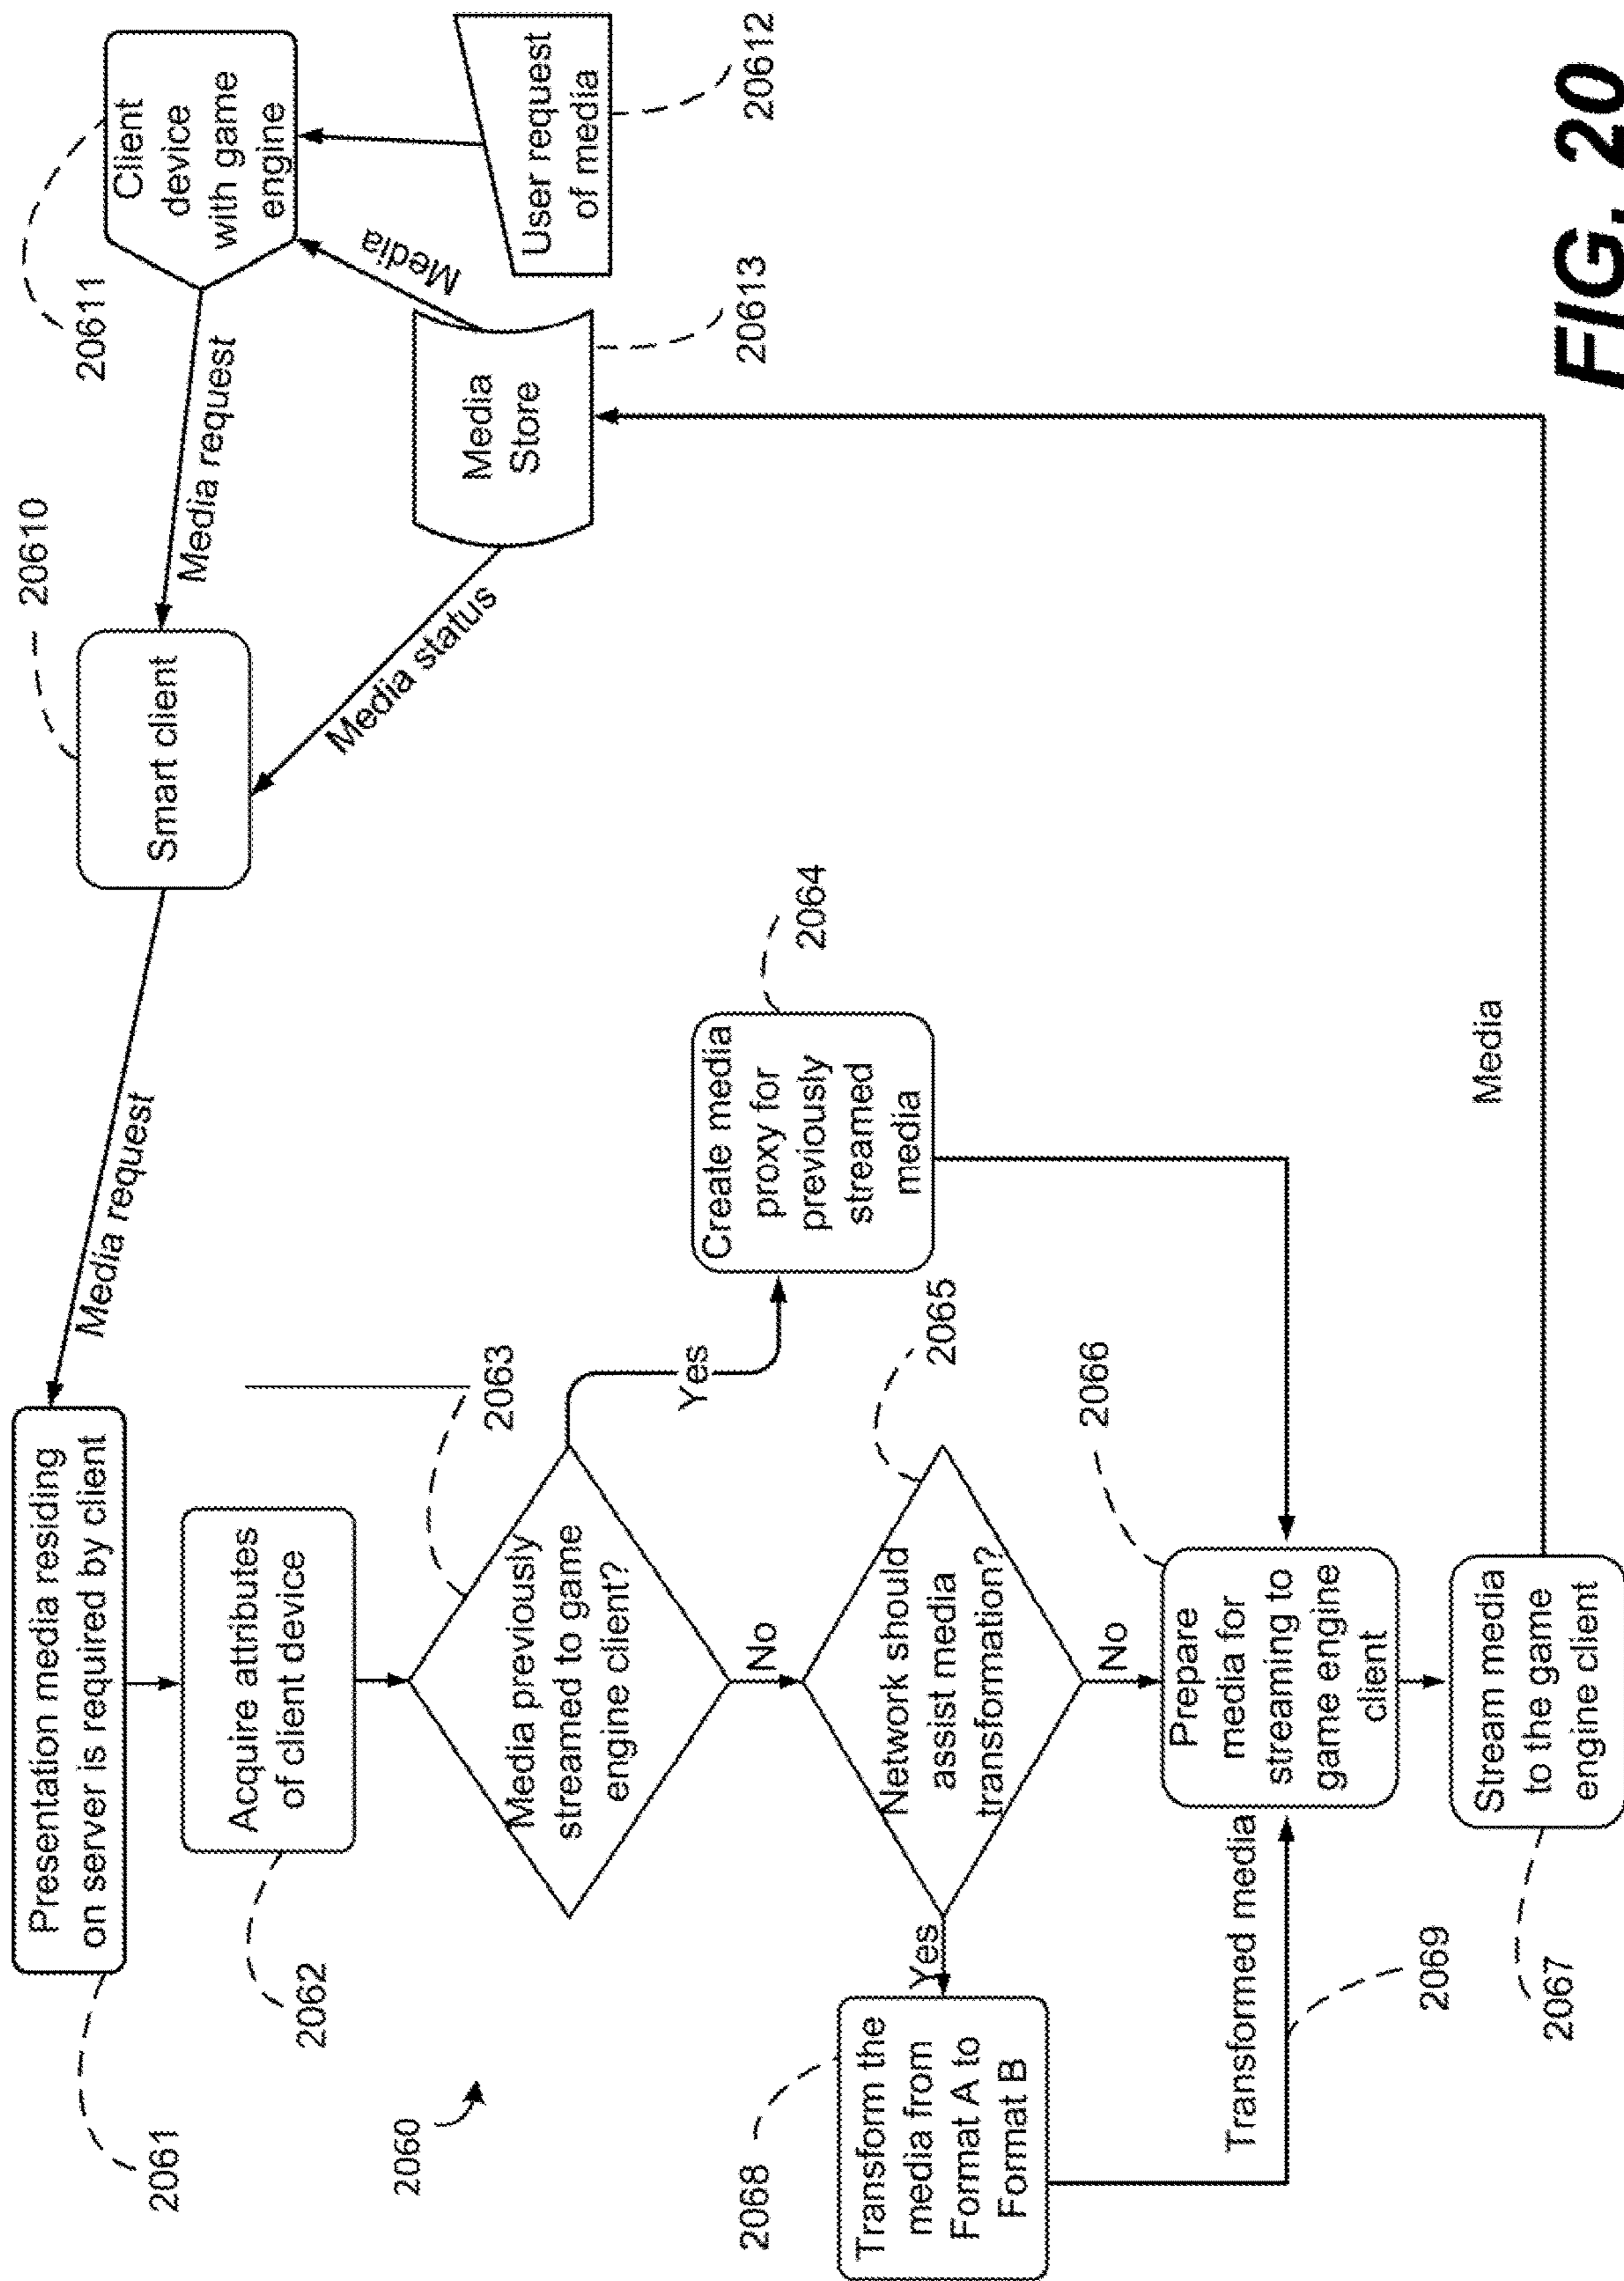 Presentation media residing
on server is required by client
2061
Acquire attributes
of client device
2062
Media previously
streamed to game
engine client?
2063
Yes
No
Create media
proxy for
previously
streamed
media
2064
Network should
assist media
transformation?
2065
Yes
No
Transform the
media from
Format A to
Format B
2068
Transformed media
2069
Prepare
media for
streaming to
game engine
client
2066
Stream media
to the game
engine client
2067
2060
Media
Media request
Smart client
20610
Media request
Media status
Media
Store
20613
Media
Client
device
with game
engine
20611
User request
of media
20612
FIG. 20